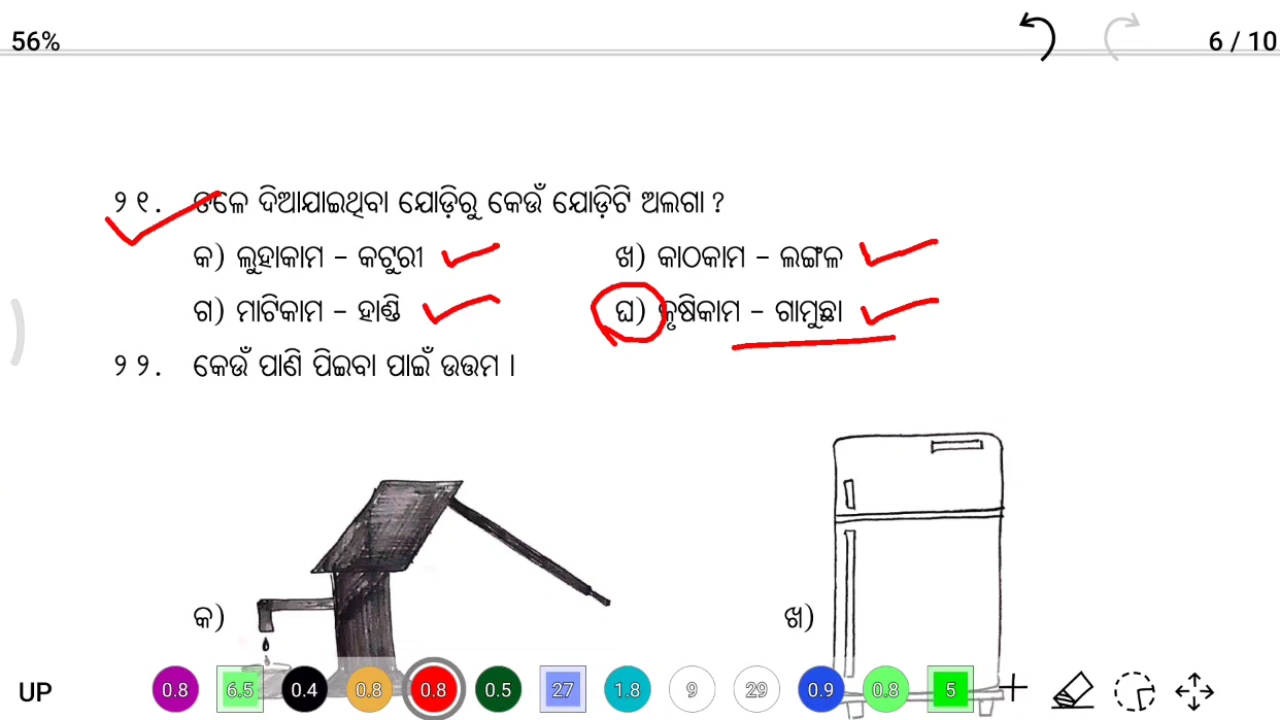 56%
6 / 10
୨୧. ତଳେ ଦିଆଯାଇଥିବା ଯୋଡ଼ିରୁ କେଉଁ ଯୋଡ଼ିଟି ଅଲଗା ?
କ) ଲୁହାକାମ – କଟୁରୀ ଖ) କାଠକାମ – ଲଙ୍ଗଳ
ଗ) ମାଟିକାମ – ହାଣ୍ଡି ଘ) କୃଷିକାମ – ଗାମୁଛା
୨୨. କେଉଁ ପାଣି ପିଇବା ପାଇଁ ଉତ୍ତମ ।
କ) ଖ)
UP 0.8 6.5 0.4 0.8 0.8 0.5 27 1.8 9 29 0.9 0.8 5